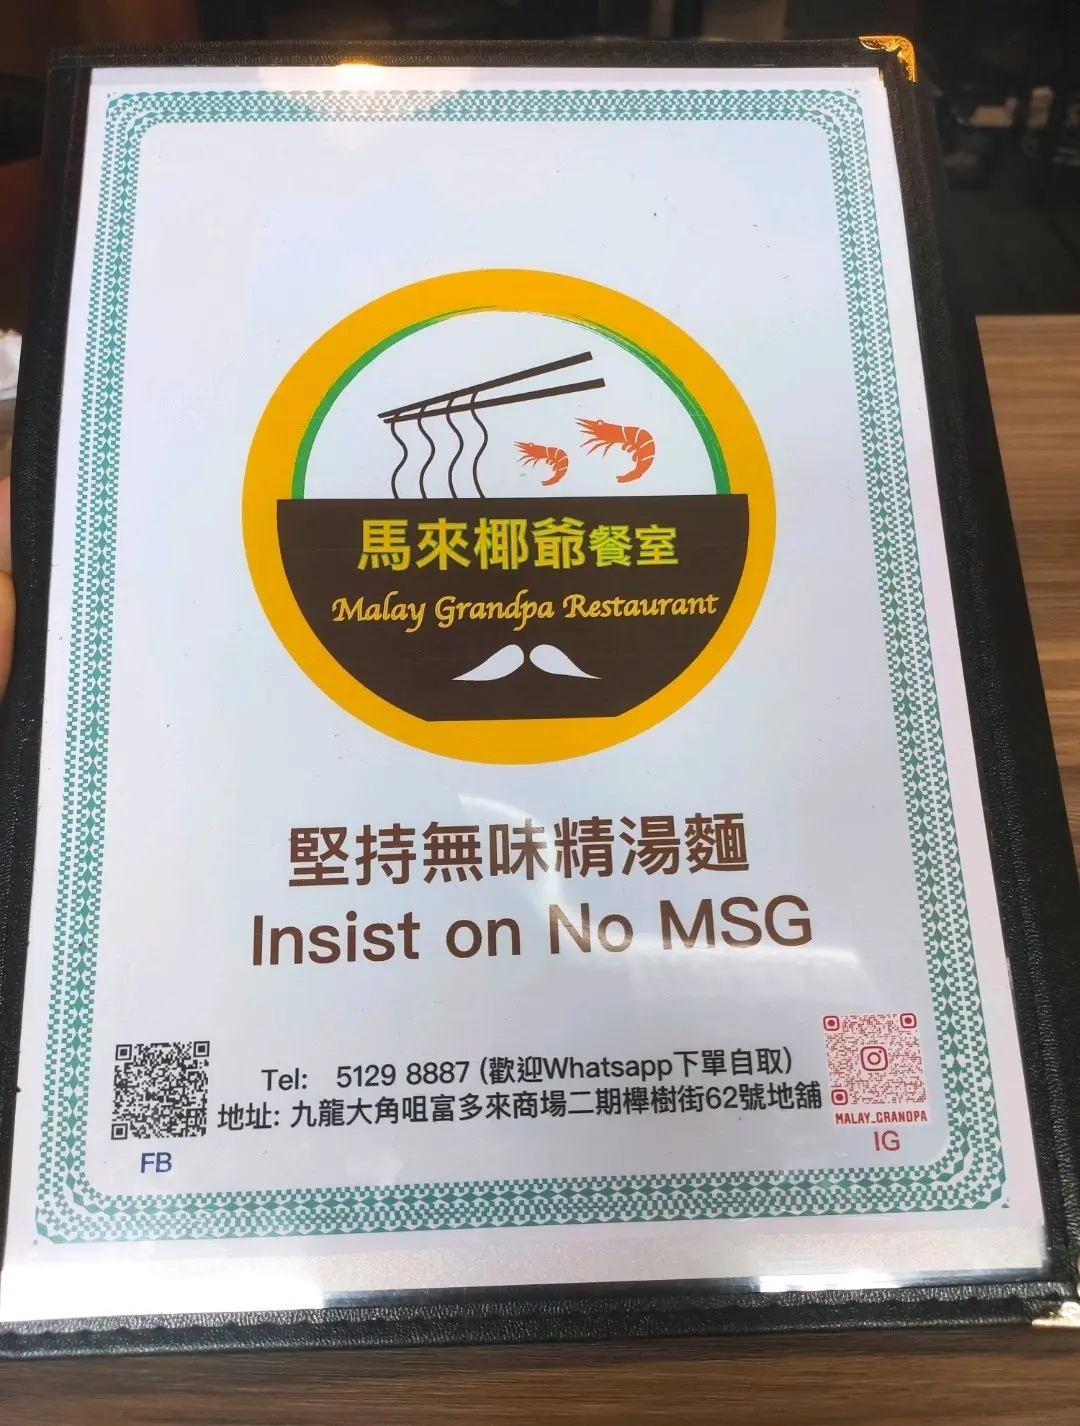 馬來椰爺餐室
Malay Grandpa Restaurant
堅持無味精湯麵
Insist on No MSG
Tel: 5129 8887 (歡迎Whatsapp下單自取)
地址: 九龍大角咀富多來商場二期櫸樹街62號地舖
FB
MALAY_GRANDPA
IG